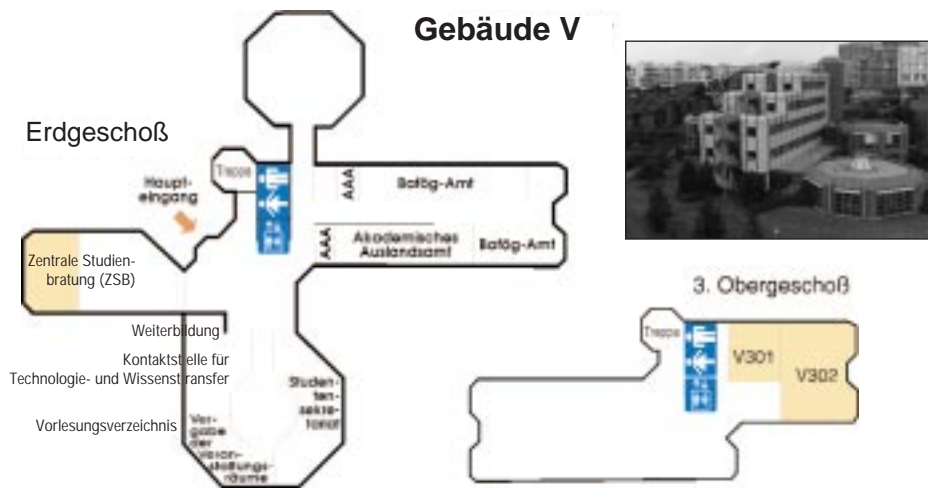 Gebäude V
Erdgeschoß
Treppe
Haupt-
eingang
AAA
Bafög-Amt
AAA
Akademisches
Auslandsamt
Bafög-Amt
Zentrale Studien-
bratung (ZSB)
Weiterbildung
Kontaktstelle für
Technologie- und Wissenstransfer
Vorlesungsverzeichnis
Studen-
ten-
sekre-
tariat
Ver-
gabe
der
Veran-
staltungs-
räume
3. Obergeschoß
Treppe
V301
V302